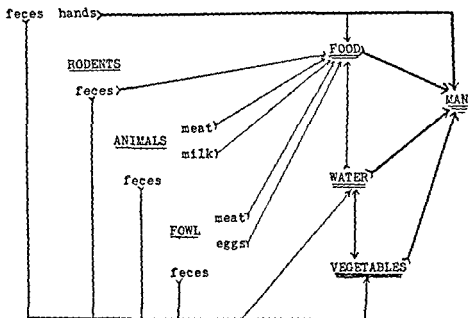 feces hands
FOOD
RODENTS
feces
MAN
meat
ANIMALS
milk
feces
WATER
meat
FOWL
eggs
feces
VEGETABLES